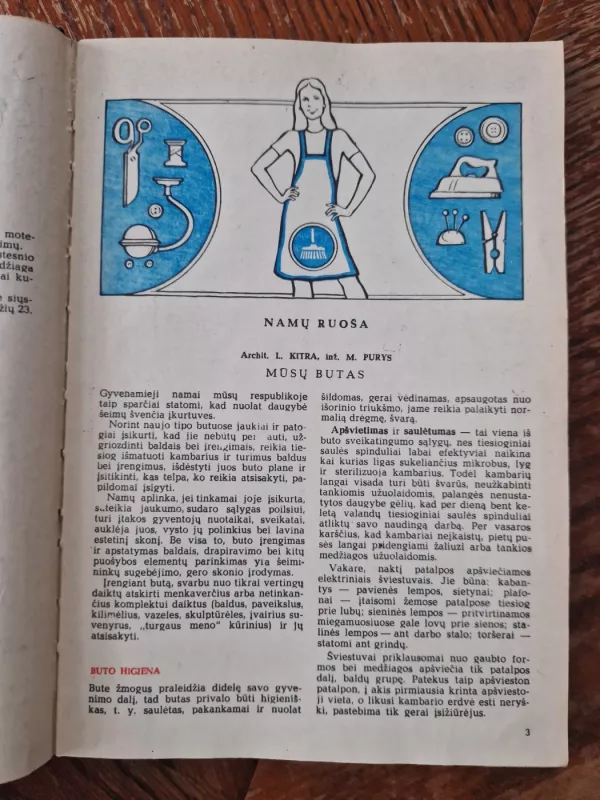 mote-
imų.
stesnio
džiaga
ai ku-
e siųs-
žių 23.
NAMŲ RUOŠA
Archit. L. KITRA, inž. M. PURYS
MŪSŲ BUTAS
Gyvenamieji namai mūsų respublikoje
taip sparčiai statomi, kad nuolat daugybė
šeimų švenčia įkurtuves.
Norint naujo tipo butuose jaukiai ir pato-
giai įsikurti, kad jie nebūtų per auti, už-
griozdinti baldais bei įrengimais, reikia tie-
siog išmatuoti kambarius ir turimus baldus
bei įrengimus, išdėstyti juos buto plane ir
įsitikinti, kas telpa, ko reikia atsisakyti, pa-
pildomai įsigyti.
Namų aplinka, jei tinkamai joje įsikurta,
suteikia jaukumo, sudaro sąlygas poilsiui,
turi įtakos gyventojų nuotaikai, sveikatai,
auklėja juos, vysto jų polinkius bei lavina
estetinį skonį. Be visa to, buto įrengimas
ir apstatymas baldais, drapiravimo bei kitų
puošybos elementų parinkimas yra šeimi-
ninkų sugebėjimo, gero skonio įrodymas.
Įrengiant butą, svarbu nuo tikrai vertingų
daiktų atskirti menkaverčius arba netinkan-
čius komplektui daiktus (baldus, paveikslus,
kilimėlius, vazeles, skulptūrėles, įvairius su-
venyrus, „turgaus meno" kūrinius) ir jų
atsisakyti.
BUTO HIGIENA
Bute žmogus praleidžia didelę savo gyve-
nimo dalį, tad butas privalo būti higieniš-
kas, t. y. saulėtas, pakankamai ir nuolat
šildomas, gerai vėdinamas, apsaugotas nuo
išorinio triukšmo, jame reikia palaikyti nor-
malią drėgmę, švarą.
Apšvietimas ir saulėtumas — tai viena iš
buto sveikatingumo sąlygų, nes tiesioginiai
saulės spinduliai labai efektyviai naikina
kai kurias ligas sukeliančius mikrobus, lyg
ir sterilizuoja kambarius. Todėl kambarių
langai visada turi būti švarūs, neužkabinti
tankiomis užuolaidomis, palangės nenusta-
tytos daugybe gėlių, kad per dieną bent ke-
letą valandų tiesioginiai saulės spinduliai
atliktų savo naudingą darbą. Per vasaros
karščius, kad kambariai neįkaistų, pietų pu-
sės langai pridengiami žaliuzi arba tankios
medžiagos užuolaidomis.
Vakare, naktį patalpos apšviečiamos
elektriniais šviestuvais. Jie būna: kaban-
tys — pavienės lempos, sietynai; plafo-
nai — įtaisomi žemose patalpose tiesiog
prie lubų; sieninės lempos — pritvirtinamos
miegamuosiuose gale lovų prie sienos; sta-
linės lempos — ant darbo stalo; toršerai —
statomi ant grindų.
Šviestuvai priklausomai nuo gaubto for-
mos bei medžiagos apšviečia tik patalpos
dalį, baldų grupę. Patekus taip apšvieston
patalpon, į akis pirmiausia krinta apšviesto-
ji vieta, o likusi kambario erdvė esti neryš-
ki, pastebima tik gerai įsižiūrėjus.
3